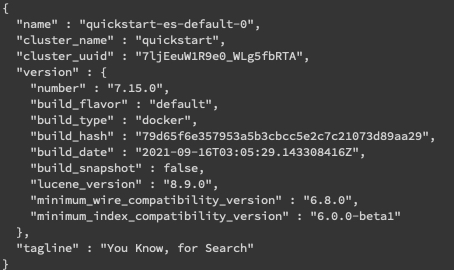 {
"name" : "quickstart-es-default-0",
"cluster_name" : "quickstart",
"cluster_uuid" : "7ljEeuW1R9e0_WLg5fbRTA",
"version" : {
"number" : "7.15.0",
"build_flavor" : "default",
"build_type" : "docker",
"build_hash" : "79d65f6e357953a5b3cbcc5e2c7c21073d89aa29",
"build_date" : "2021-09-16T03:05:29.143308416Z",
"build_snapshot" : false,
"lucene_version" : "8.9.0",
"minimum_wire_compatibility_version" : "6.8.0",
"minimum_index_compatibility_version" : "6.0.0-beta1"
},
"tagline" : "You Know, for Search"
}